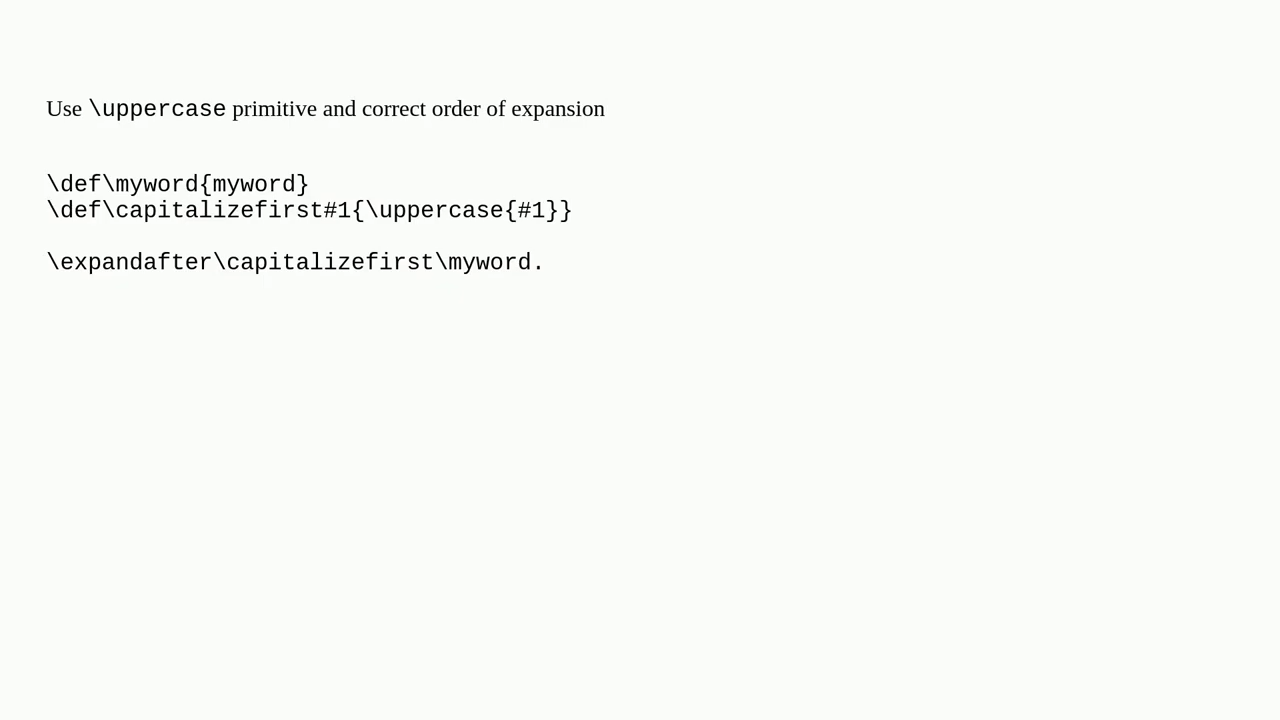 Use \uppercase primitive and correct order of expansion
\def\myword{myword}
\def\capitalizefirst#1{\uppercase{#1}}
\expandafter\capitalizefirst\myword.